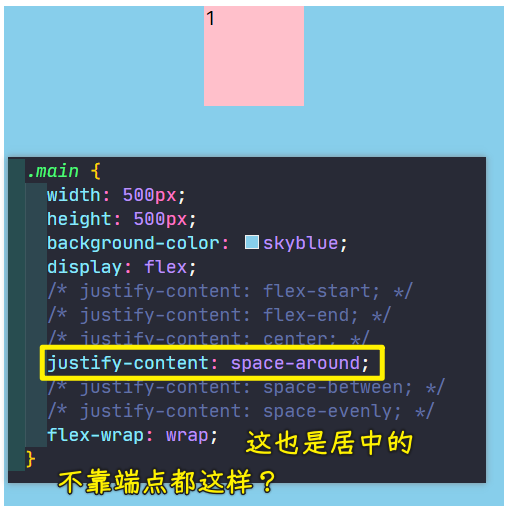 1
.main {
width: 500px;
height: 500px;
background-color: skyblue;
display: flex;
/* justify-content: flex-start; */
/* justify-content: flex-end; */
/* justify-content: center; */
justify-content: space-around;
/* justify-content: space-between; */
/* justify-content: space-evenly; */
flex-wrap: wrap;
这也是居中的
}
不靠端点都这样？